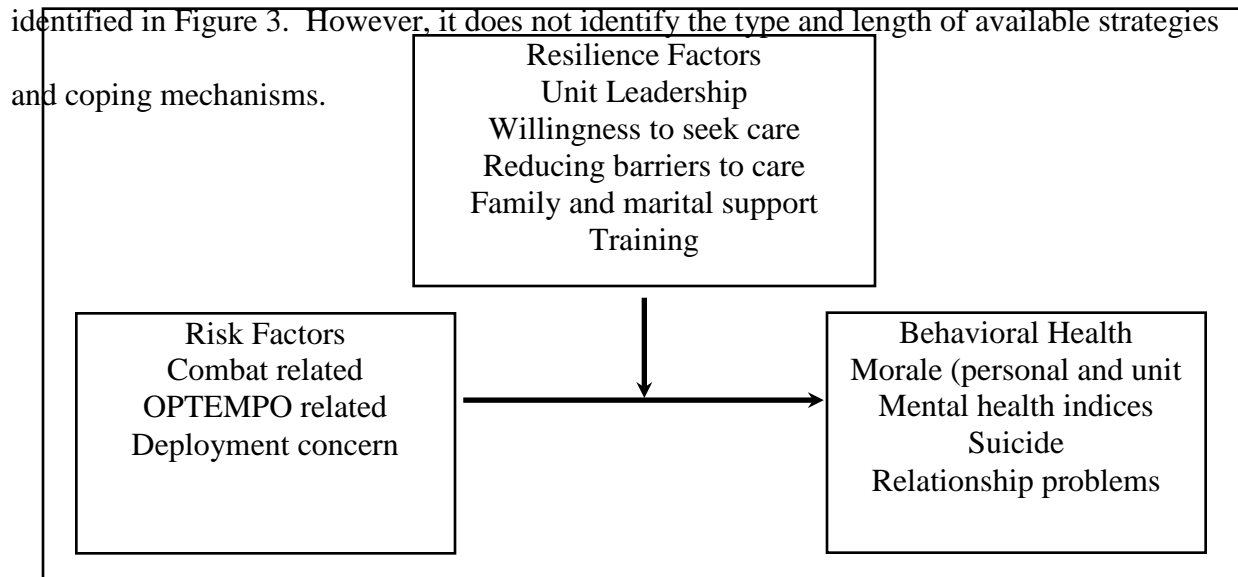 identified in Figure 3.  However, it does not identify the type and length of available strategies
and coping mechanisms.
Resilience Factors
Unit Leadership
Willingness to seek care
Reducing barriers to care
Family and marital support
Training
Risk Factors
Combat related
OPTEMPO related
Deployment concern
Behavioral Health
Morale (personal and unit
Mental health indices
Suicide
Relationship problems